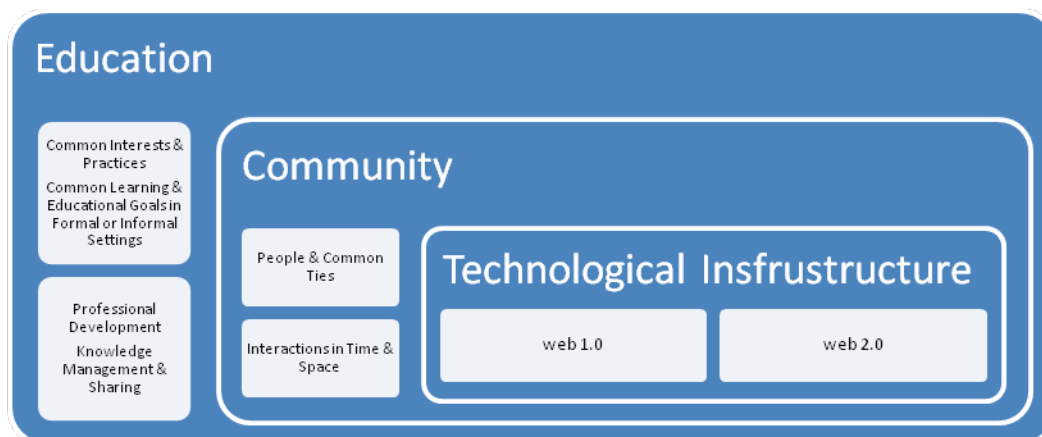 Education
Common Interests &
Practices
Common Learning &
Educational Goals in
Formal or Informal
Settings
Professional
Development
Knowledge
Management &
Sharing
Community
People & Common
Ties
Interactions in Time &
Space
Technological Insfrustructure
web 1.0
web 2.0